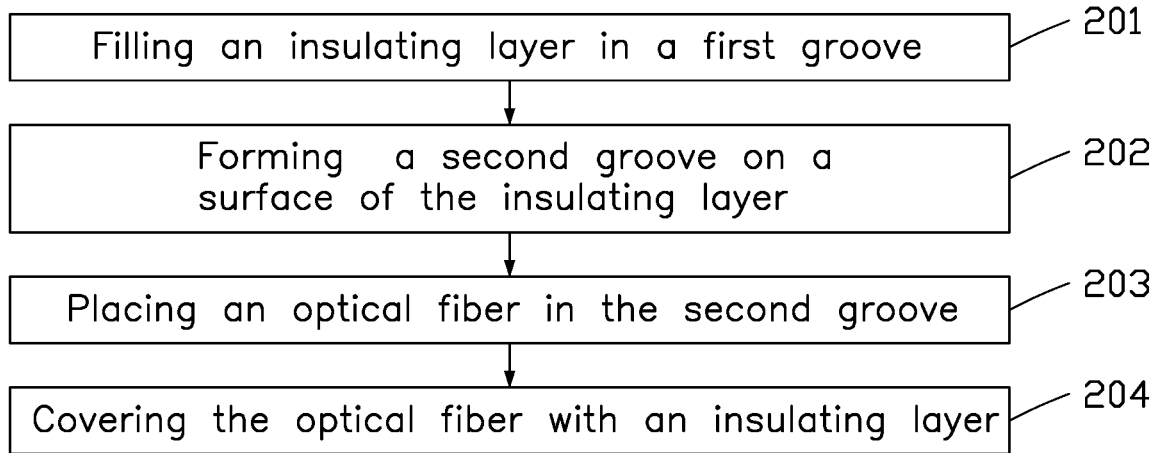 Filling an insulating layer in a first groove
201
Forming a second groove on a
surface of the insulating layer
202
Placing an optical fiber in the second groove
203
Covering the optical fiber with an insulating layer
204